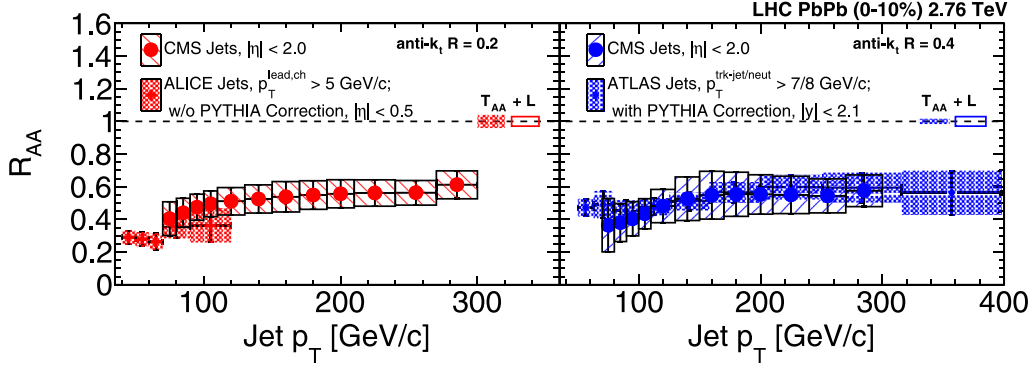 LHC PbPb (0-10%) 2.76 TeV
R_AA
1.6
1.4
1.2
1
0.8
0.6
0.4
0.2
0
CMS Jets, |η| < 2.0
anti-k_t R = 0.2
ALICE Jets, p_T^lead,ch > 5 GeV/c;
w/o PYTHIA Correction, |η| < 0.5
T_AA + L
100 200 300
Jet p_T [GeV/c]
CMS Jets, |η| < 2.0
anti-k_t R = 0.4
ATLAS Jets, p_T^trk-jet/neut > 7/8 GeV/c;
with PYTHIA Correction, |y| < 2.1
T_AA + L
100 200 300 400
Jet p_T [GeV/c]